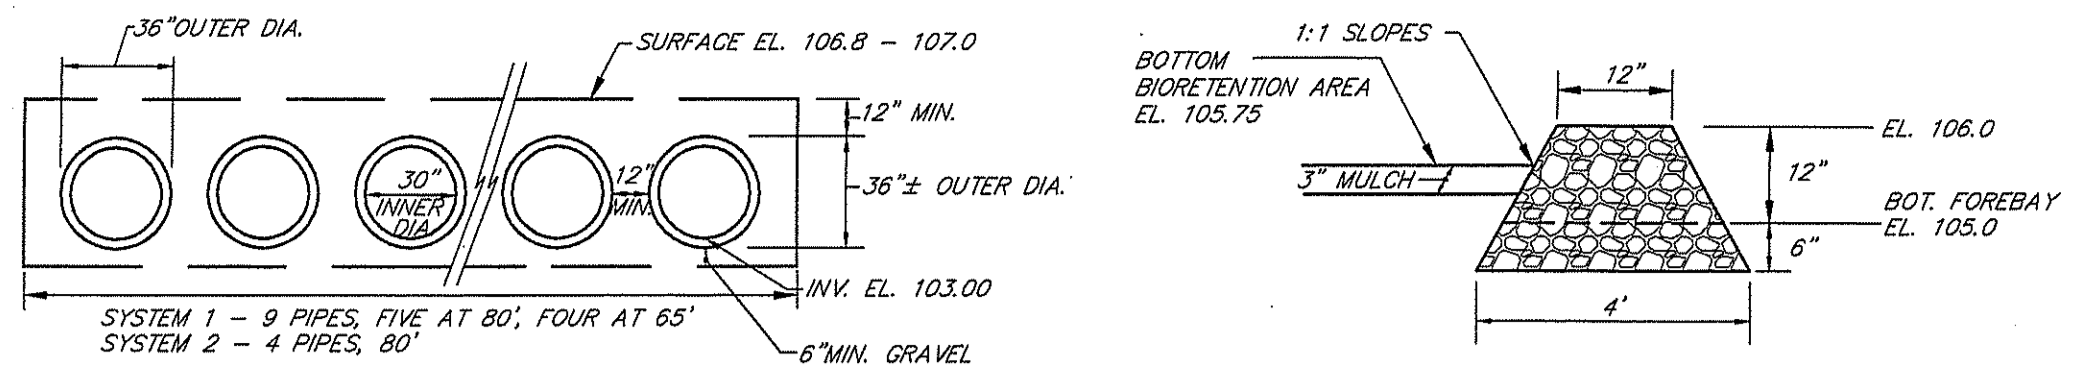 36"OUTER DIA.
SURFACE EL. 106.8 - 107.0
12" MIN.
30"
INNER
DIA.
12"
MIN.
36"± OUTER DIA.
INV. EL. 103.00
SYSTEM 1 - 9 PIPES, FIVE AT 80', FOUR AT 65'
SYSTEM 2 - 4 PIPES, 80'
6"MIN. GRAVEL
1:1 SLOPES
BOTTOM
BIORETENTION AREA
EL. 105.75
12"
EL. 106.0
3" MULCH
12"
BOT. FOREBAY
EL. 105.0
6"
4'